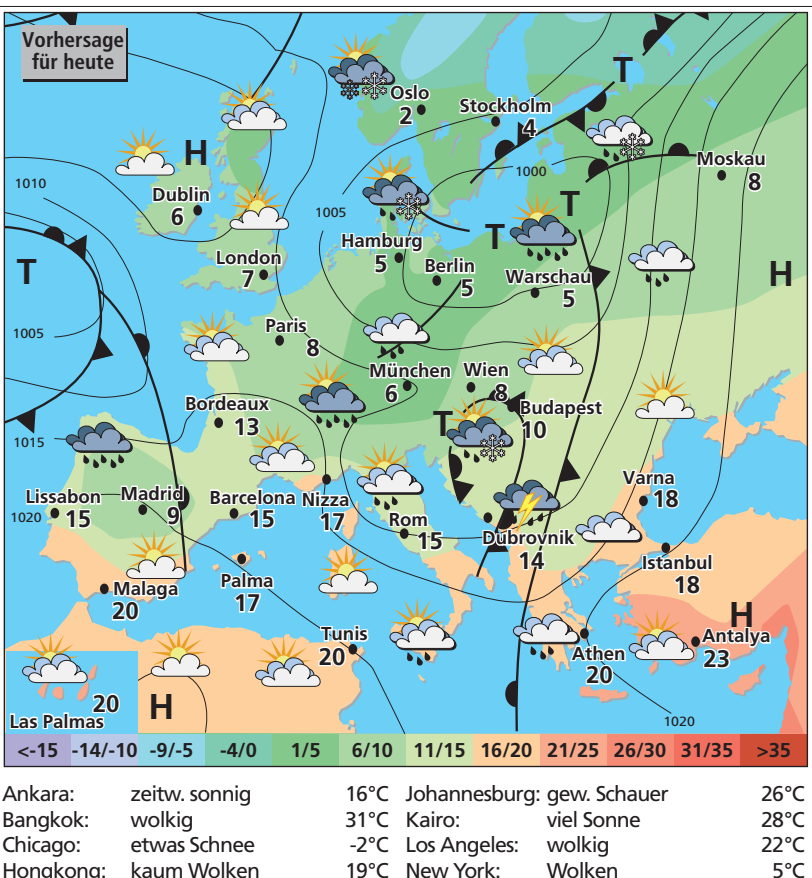 Vorhersage
für heute
Oslo
2
Stockholm
4
T
H
Moskau
8
1010
1000
Dublin
6
1005
T
T
Hamburg
5
London
7
Berlin
5
Warschau
5
T
H
1005
Paris
8
München
6
Wien
8
Bordeaux
13
Budapest
10
T
1015
Lissabon
15
Madrid
9
Barcelona
15
Nizza
17
Varna
18
1020
Rom
15
Dubrovnik
14
Istanbul
18
Malaga
20
Palma
17
Tunis
20
Athen
20
H
Antalya
23
Las Palmas
20
H
1020
<-15 -14/-10 -9/-5 -4/0 1/5 6/10 11/15 16/20 21/25 26/30 31/35 >35
Ankara: zeitw. sonnig 16°C Johannesburg: gew. Schauer 26°C
Bangkok: wolkig 31°C Kairo: viel Sonne 28°C
Chicago: etwas Schnee -2°C Los Angeles: wolkig 22°C
Hongkong: kaum Wolken 19°C New York: Wolken 5°C